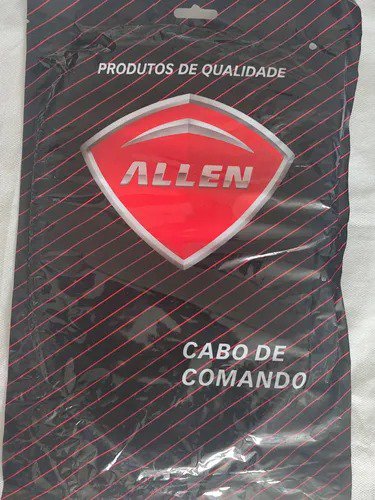 PRODUTOS DE QUALIDADE
ALLEN
CABO DE
COMANDO